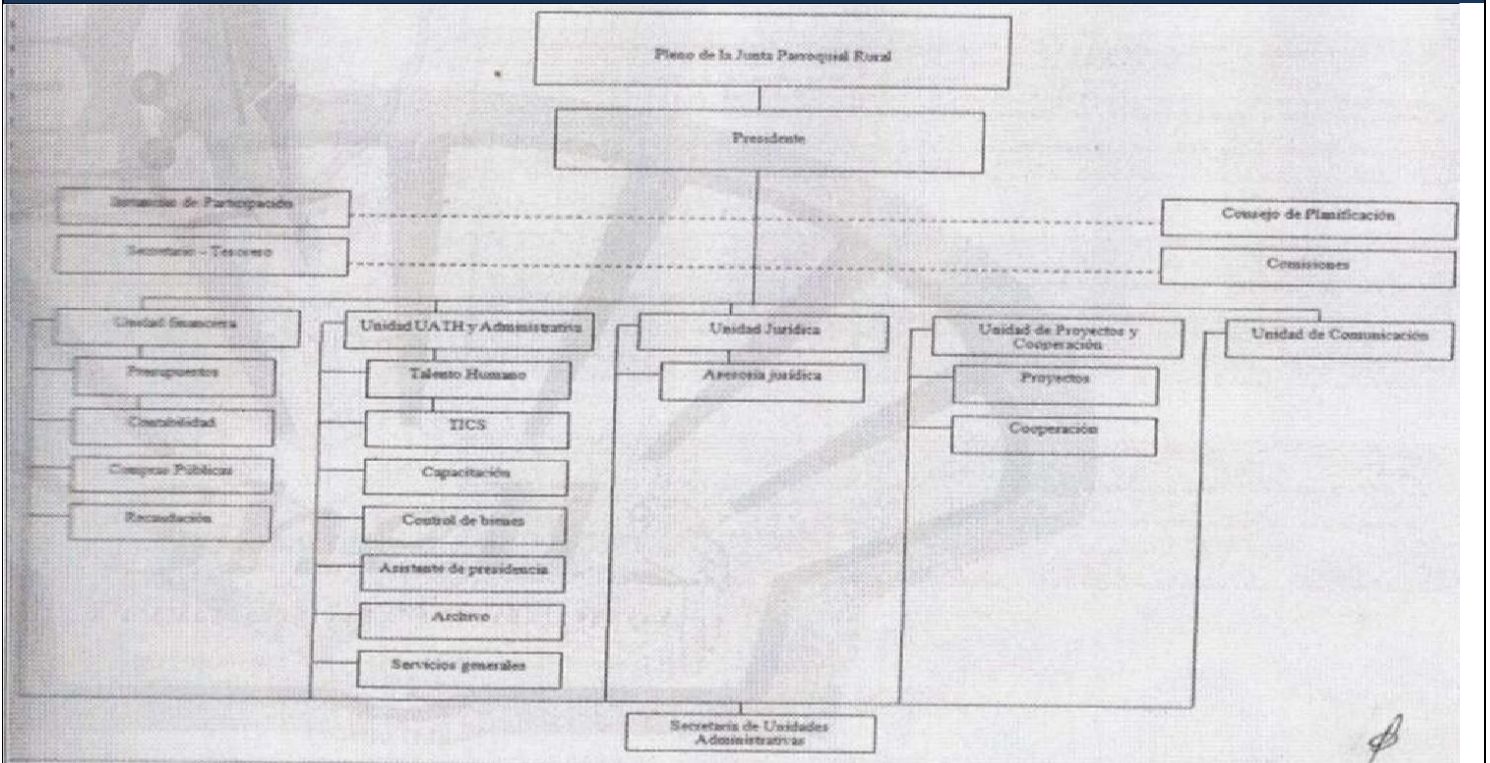 Pleno de la Junta Parroquial Rural
Presidente
Instancias de Participación
Consejo de Planificación
Secretario - Tesorero
Comisiones
Unidad financiera
Unidad UATH y Administrativa
Unidad Jurídica
Unidad de Proyectos y
Cooperación
Unidad de Comunicación
Presupuestos
Talento Humano
Asesoría jurídica
Proyectos
Contabilidad
TICS
Cooperación
Compras Públicas
Capacitación
Recaudación
Control de bienes
Asistente de presidencia
Archivo
Servicios generales
Secretaría de Unidades
Administrativas